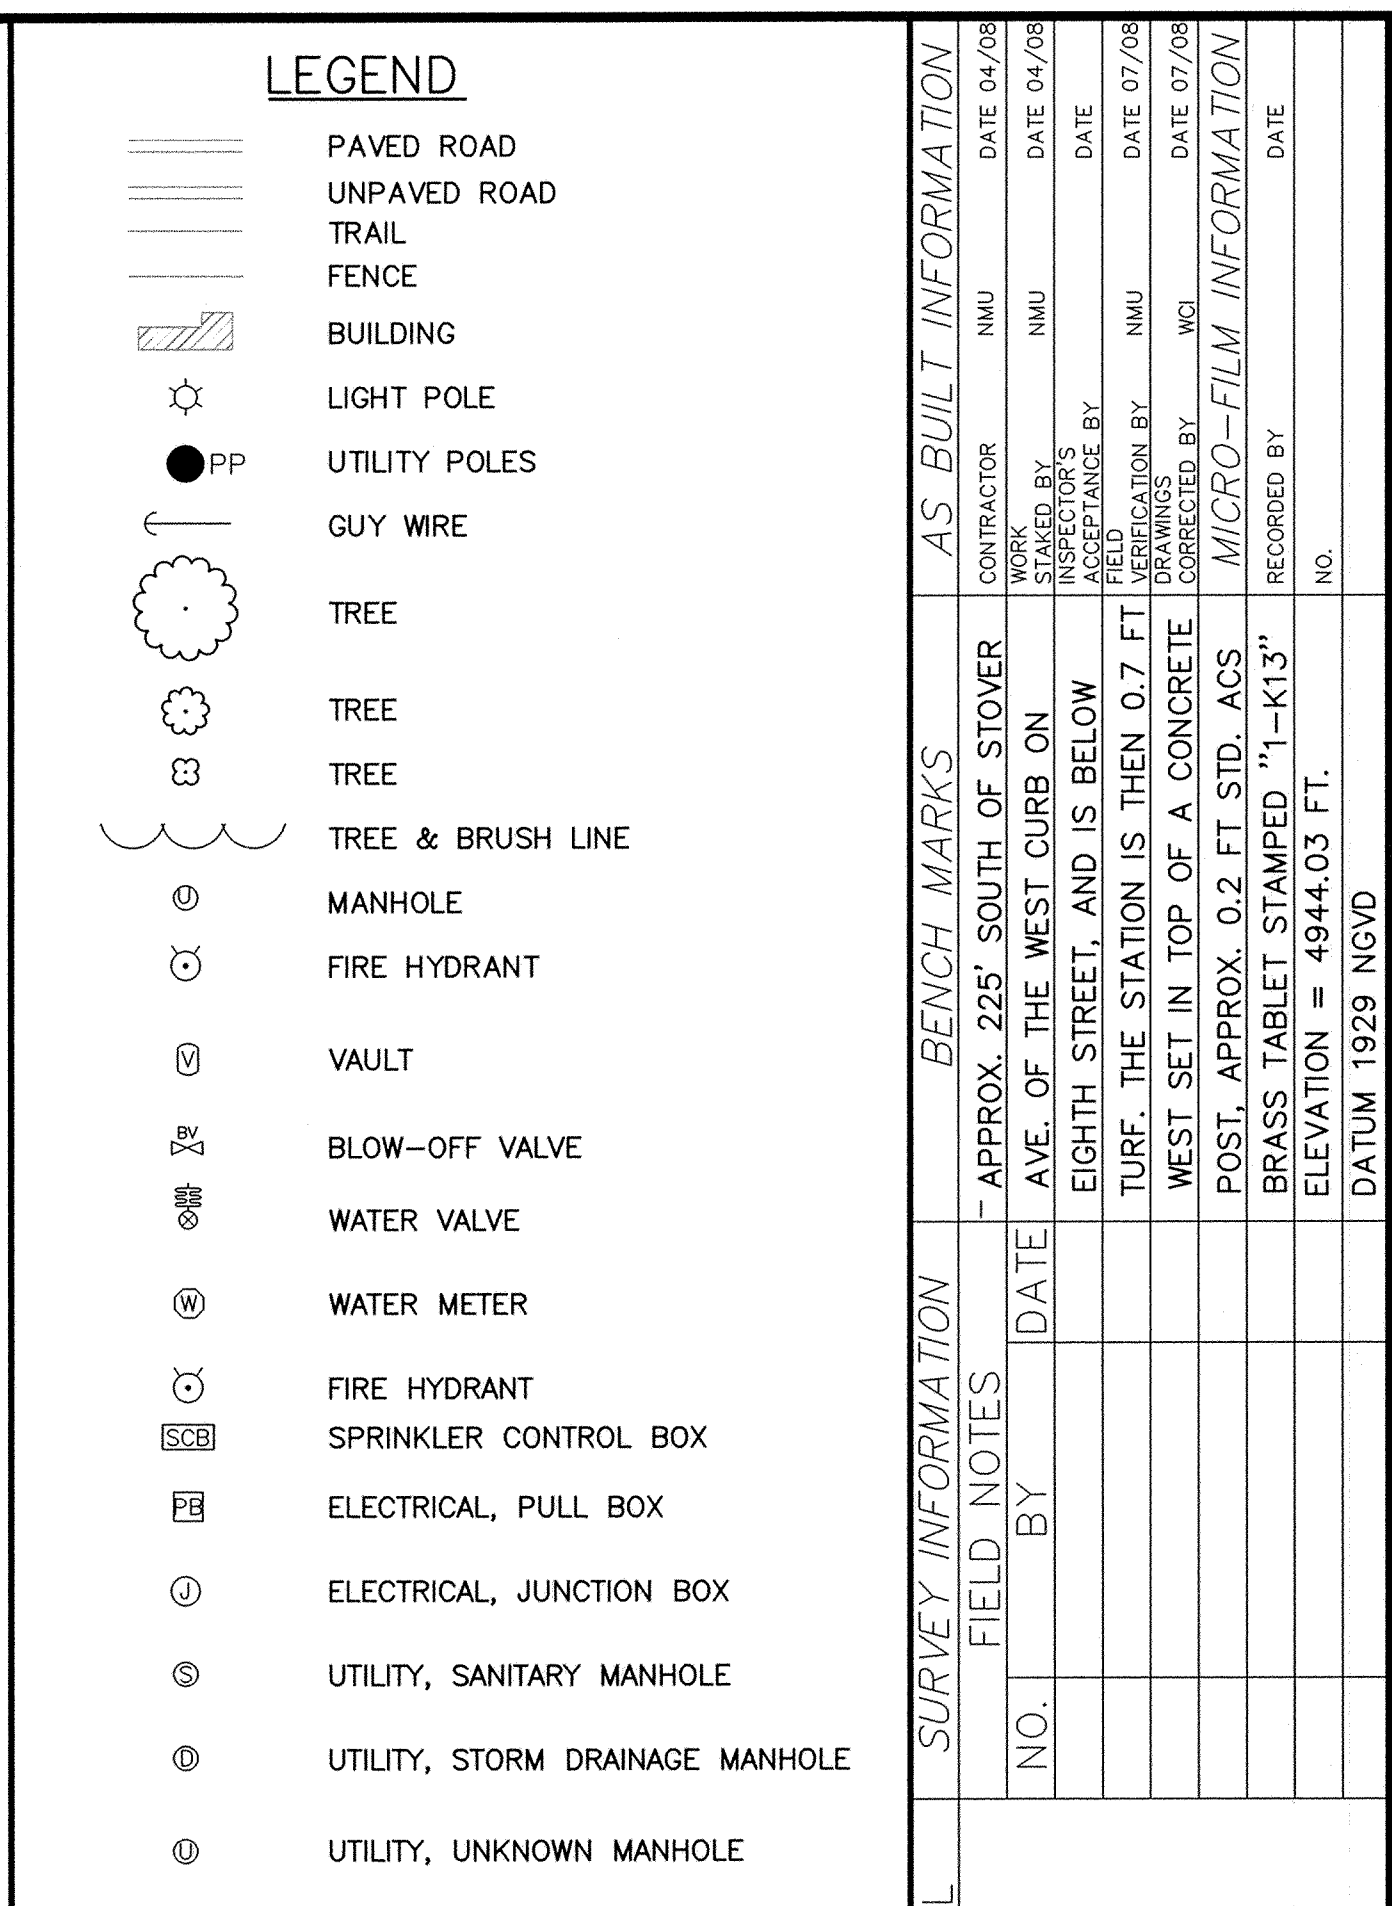 LEGEND
PAVED ROAD
UNPAVED ROAD
TRAIL
FENCE
BUILDING
LIGHT POLE
PP UTILITY POLES
GUY WIRE
TREE
TREE
TREE
TREE & BRUSH LINE
U MANHOLE
FIRE HYDRANT
V VAULT
BV BLOW-OFF VALVE
WATER VALVE
W WATER METER
FIRE HYDRANT
SCB SPRINKLER CONTROL BOX
PB ELECTRICAL, PULL BOX
J ELECTRICAL, JUNCTION BOX
S UTILITY, SANITARY MANHOLE
D UTILITY, STORM DRAINAGE MANHOLE
U UTILITY, UNKNOWN MANHOLE
SURVEY INFORMATION
FIELD NOTES
NO. BY DATE
BENCH MARKS
- APPROX. 225' SOUTH OF STOVER
AVE. OF THE WEST CURB ON
EIGHTH STREET, AND IS BELOW
TURF. THE STATION IS THEN 0.7 FT
WEST SET IN TOP OF A CONCRETE
POST, APPROX. 0.2 FT STD. ACS
BRASS TABLET STAMPED "1-K13"
ELEVATION = 4944.03 FT.
DATUM 1929 NGVD
AS BUILT INFORMATION
CONTRACTOR NMU DATE 04/08
WORK
STAKED BY NMU DATE 04/08
INSPECTOR'S
ACCEPTANCE BY DATE
FIELD
VERIFICATION BY NMU DATE 07/08
DRAWINGS
CORRECTED BY WCI DATE 07/08
MICRO-FILM INFORMATION
RECORDED BY DATE
NO.
L